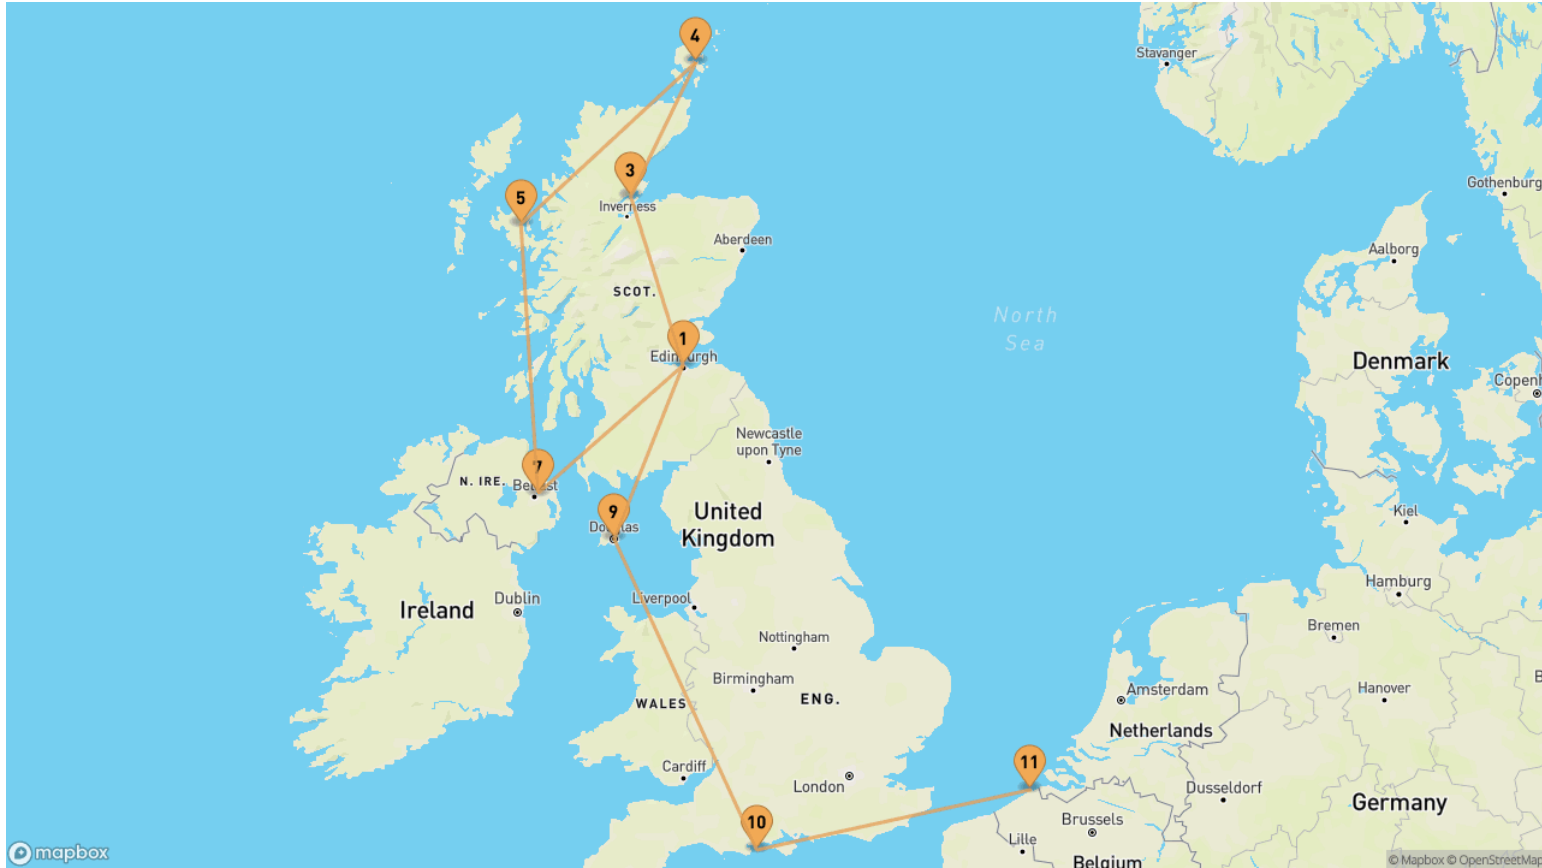 4
Stavanger
3
5
Inverness
Gothenburg
Aberdeen
Aalborg
SCOT.
North
Sea
1
Edinburgh
Denmark
Newcastle
upon Tyne
7
N. IRE.
9
United
Kingdom
Kiel
Hamburg
Ireland
Dublin
Liverpool
Bremen
Nottingham
Birmingham
WALES
ENG.
Amsterdam
Hanover
Netherlands
11
Cardiff
London
Dusseldorf
Germany
10
Brussels
Lille
Belgium
mapbox
© Mapbox © OpenStreetMap